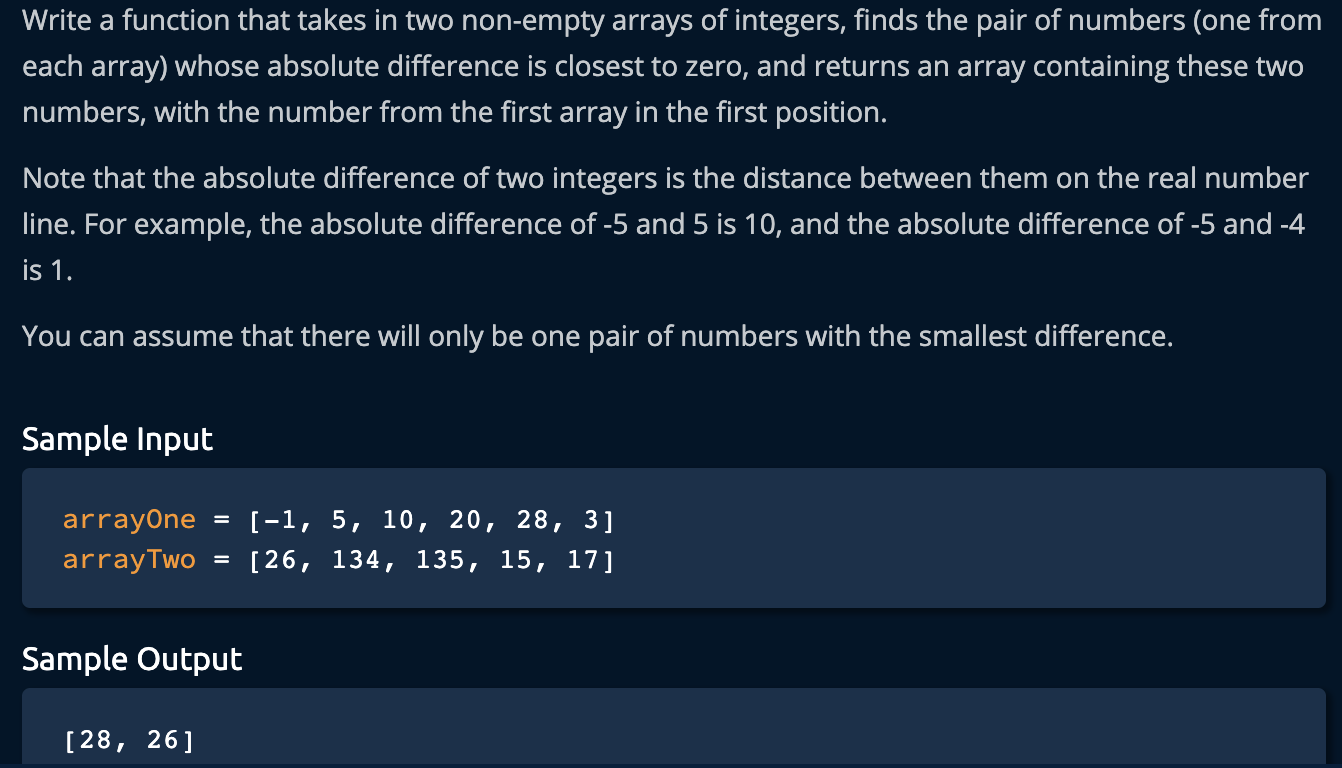 Write a function that takes in two non-empty arrays of integers, finds the pair of numbers (one from
each array) whose absolute difference is closest to zero, and returns an array containing these two
numbers, with the number from the first array in the first position.
Note that the absolute difference of two integers is the distance between them on the real number
line. For example, the absolute difference of -5 and 5 is 10, and the absolute difference of -5 and -4
is 1.
You can assume that there will only be one pair of numbers with the smallest difference.
Sample Input
arrayOne = [-1, 5, 10, 20, 28, 3]
arrayTwo = [26, 134, 135, 15, 17]
Sample Output
[28, 26]